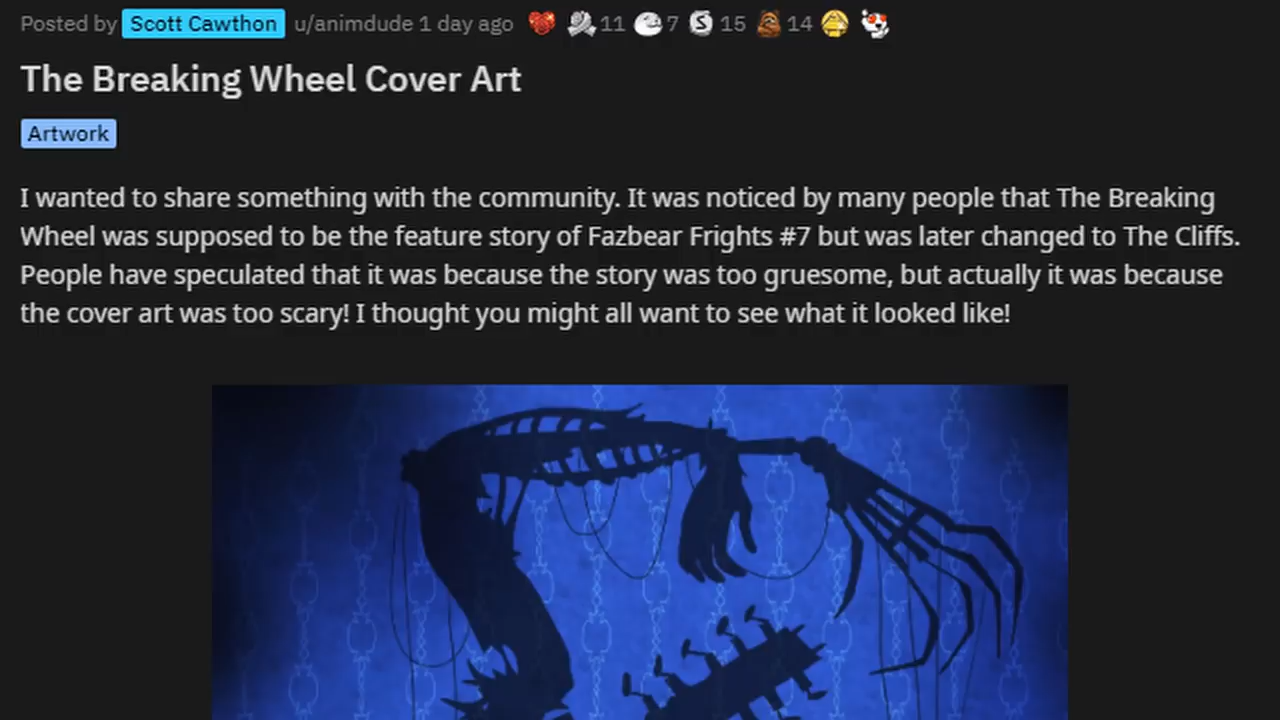 Posted by Scott Cawthon u/animdude 1 day ago 11 7 15 14
The Breaking Wheel Cover Art
Artwork
I wanted to share something with the community. It was noticed by many people that The Breaking
Wheel was supposed to be the feature story of Fazbear Frights #7 but was later changed to The Cliffs.
People have speculated that it was because the story was too gruesome, but actually it was because
the cover art was too scary! I thought you might all want to see what it looked like!